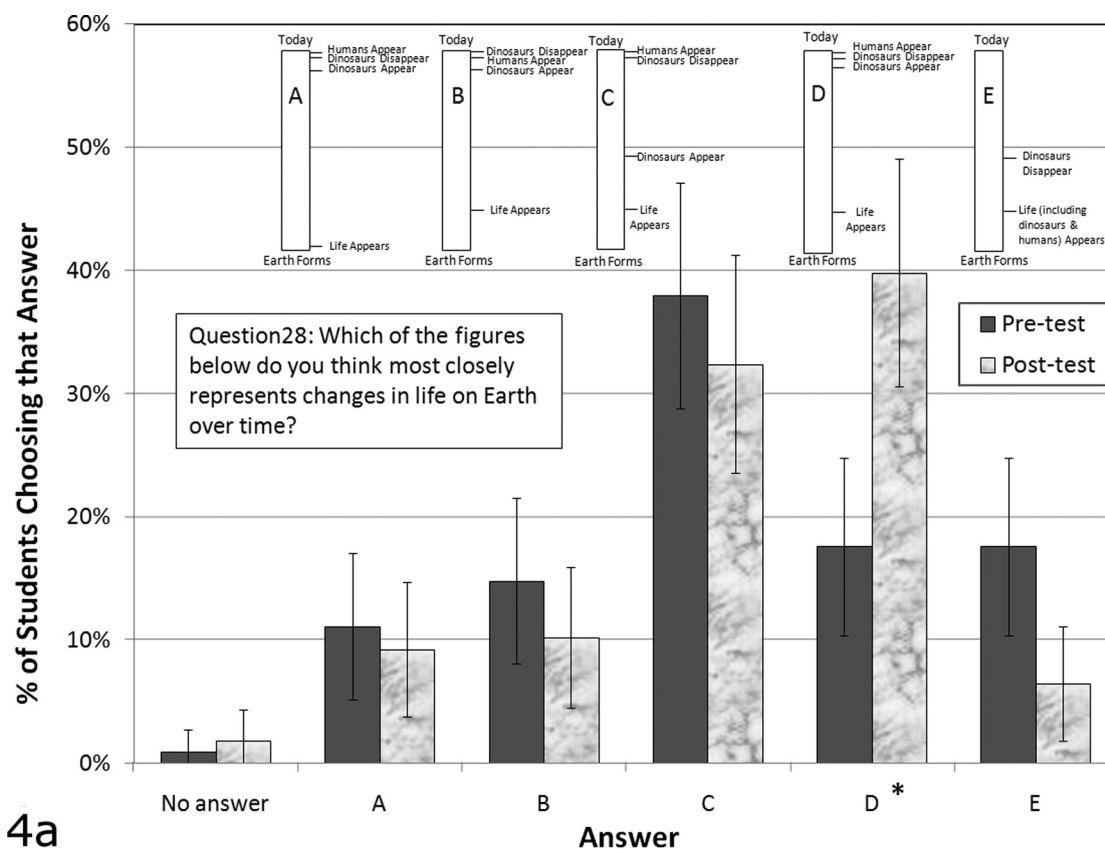 60%
50%
40%
30%
20%
10%
0%
% of Students Choosing that Answer
Today
Humans Appear
Dinosaurs Disappear
Dinosaurs Appear
A
Life Appears
Earth Forms
Today
Dinosaurs Disappear
Humans Appear
Dinosaurs Appear
B
Life Appears
Earth Forms
Today
Humans Appear
Dinosaurs Disappear
C
Dinosaurs Appear
Life
Appears
Earth Forms
Today
Humans Appear
Dinosaurs Disappear
Dinosaurs Appear
D
Life
Appears
Earth Forms
Today
E
Dinosaurs
Disappear
Life (including
dinosaurs &
humans) Appears
Earth Forms
Question28: Which of the figures
below do you think most closely
represents changes in life on Earth
over time?
Pre-test
Post-test
No answer
A
B
C
D *
E
Answer
4a